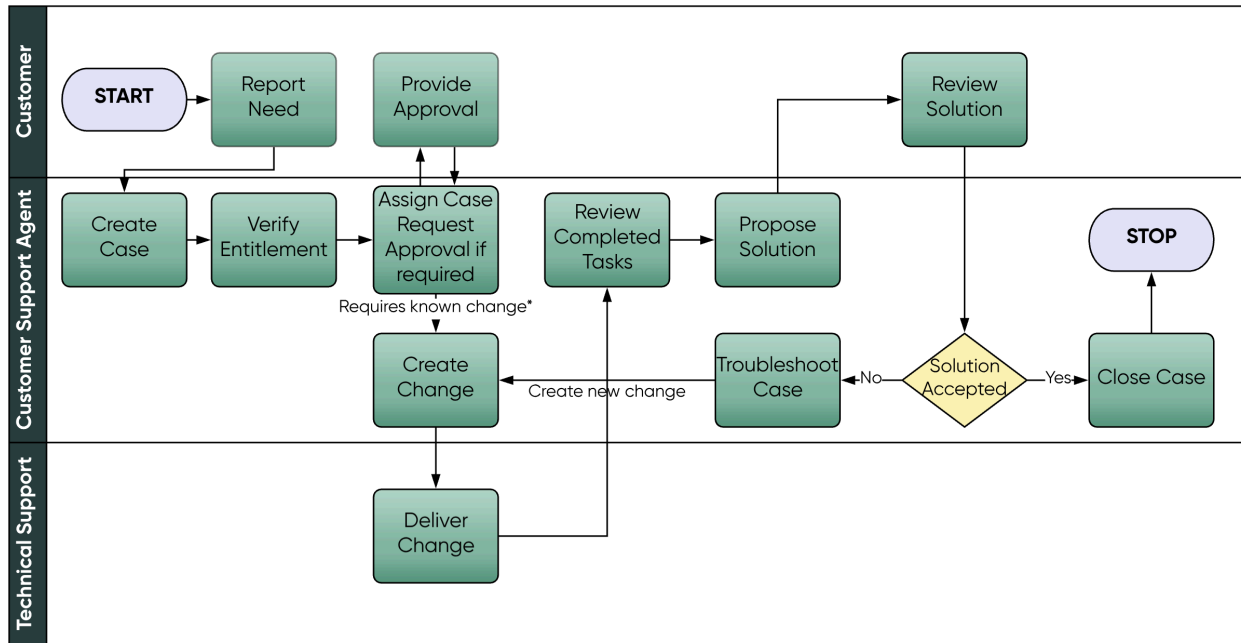 Customer
START
Report
Need
Provide
Approval
Review
Solution
Customer Support Agent
Create
Case
Verify
Entitlement
Assign Case
Request
Approval if
required
Review
Completed
Tasks
Propose
Solution
STOP
Requires known change*
Create
Change
Create new change
Troubleshoot
Case
No
Solution
Accepted
Yes
Close Case
Technical Support
Deliver
Change